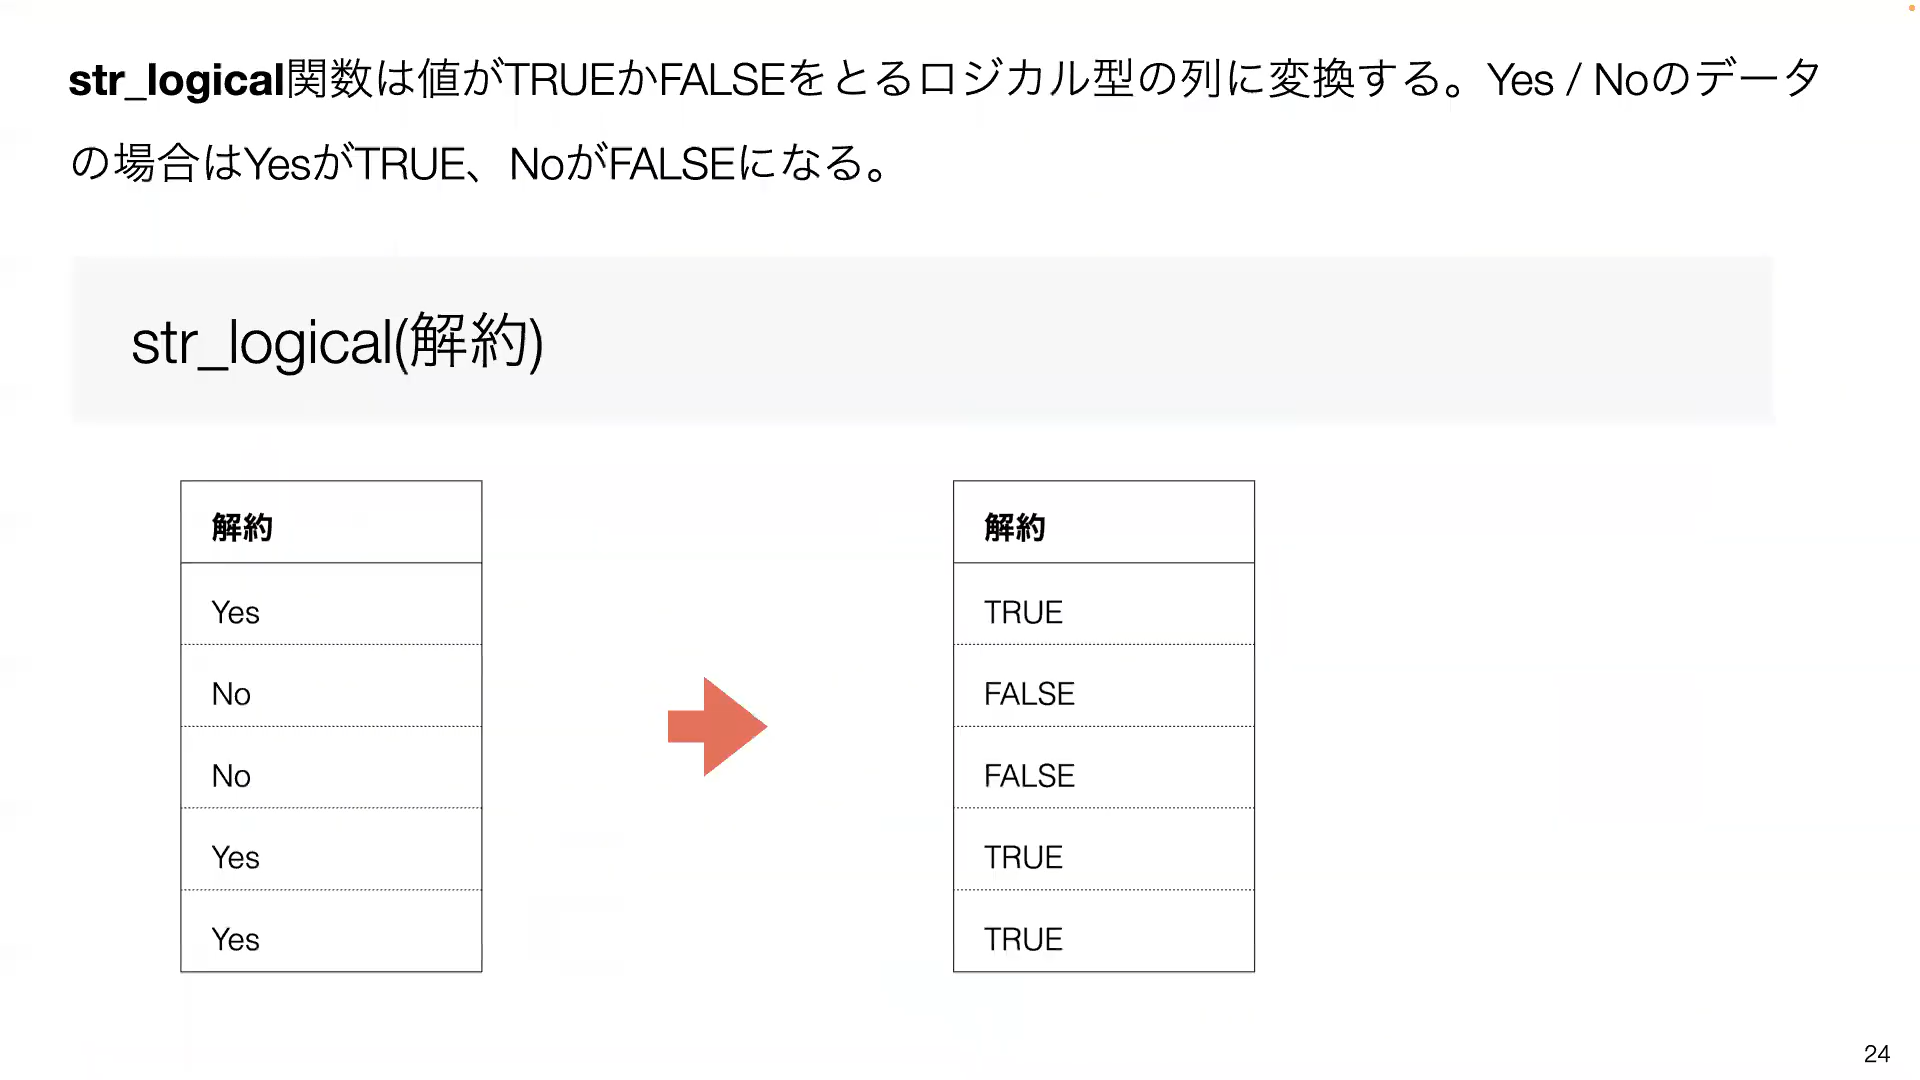 str_logical関数は値がTRUEかFALSEをとるロジカル型の列に変換する。Yes / Noのデータ
の場合はYesがTRUE、NoがFALSEになる。
str_logical(解約)
解約
Yes
No
No
Yes
Yes
解約
TRUE
FALSE
FALSE
TRUE
TRUE
24